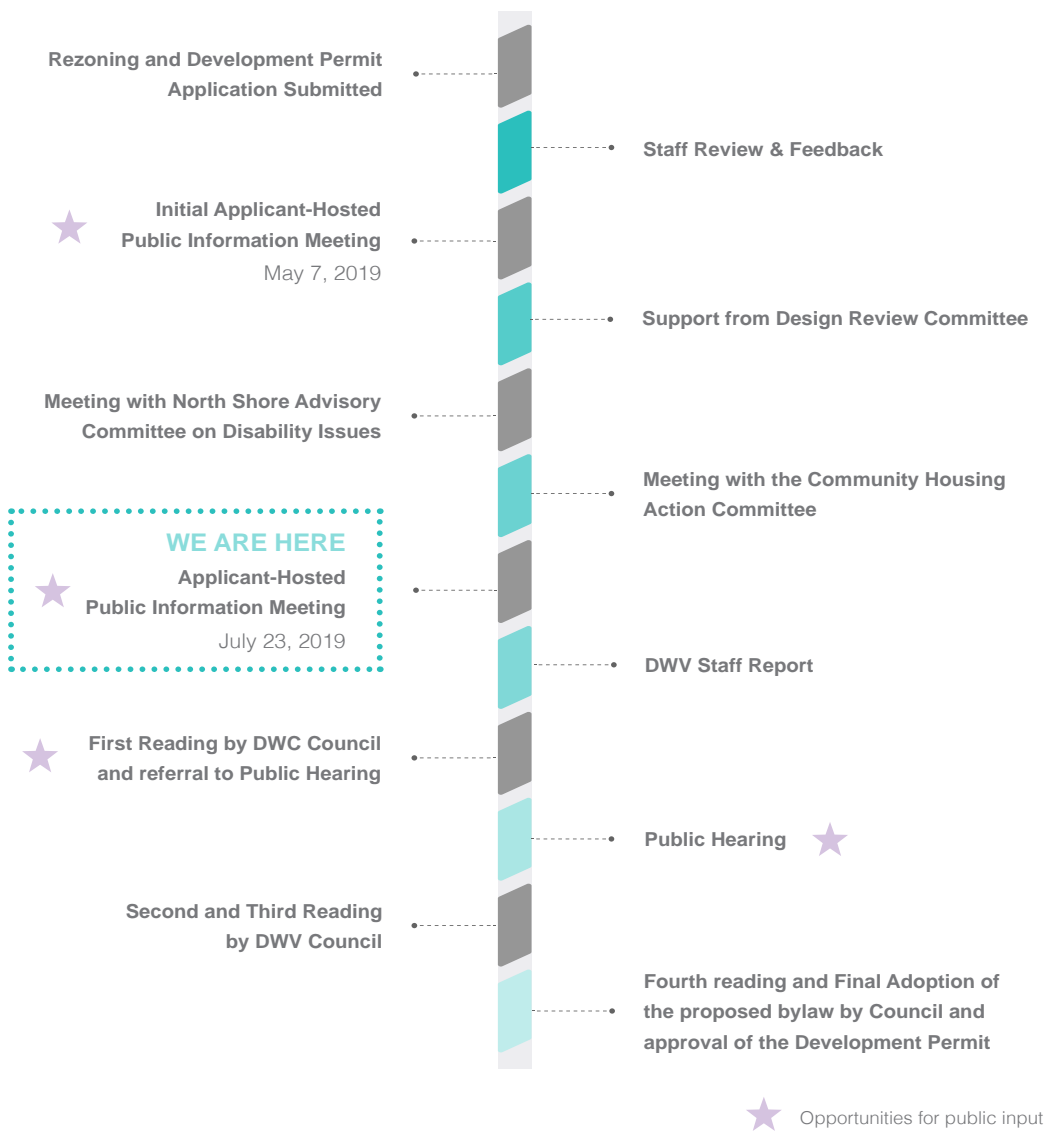 Rezoning and Development Permit
Application Submitted
Staff Review & Feedback
Initial Applicant-Hosted
Public Information Meeting
May 7, 2019
Support from Design Review Committee
Meeting with North Shore Advisory
Committee on Disability Issues
Meeting with the Community Housing
Action Committee
WE ARE HERE
Applicant-Hosted
Public Information Meeting
July 23, 2019
DWV Staff Report
First Reading by DWC Council
and referral to Public Hearing
Public Hearing
Second and Third Reading
by DWV Council
Fourth reading and Final Adoption of
the proposed bylaw by Council and
approval of the Development Permit
Opportunities for public input